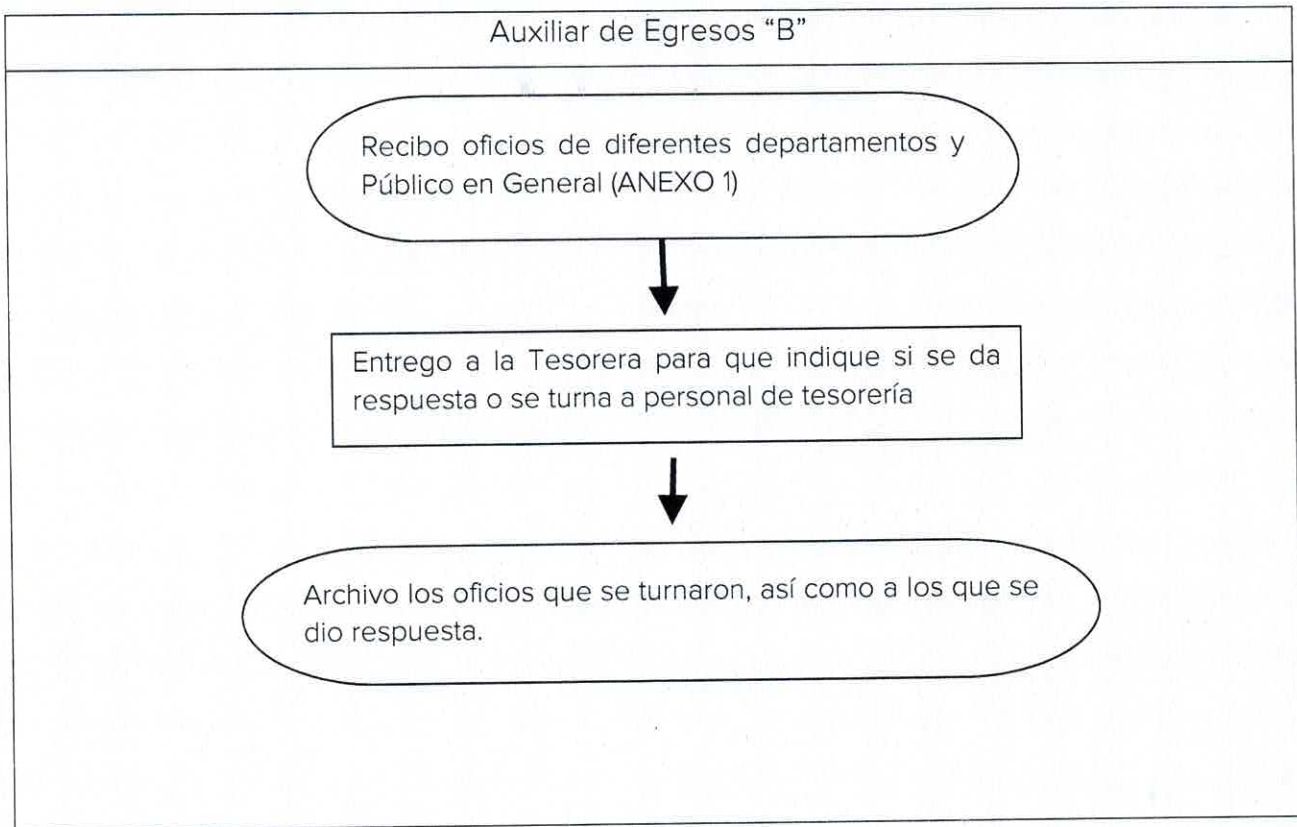 Auxiliar de Egresos “B”
Recibo oficios de diferentes departamentos y
Público en General (ANEXO 1)
Entrego a la Tesorera para que indique si se da
respuesta o se turna a personal de tesorería
Archivo los oficios que se turnaron, así como a los que se
dio respuesta.